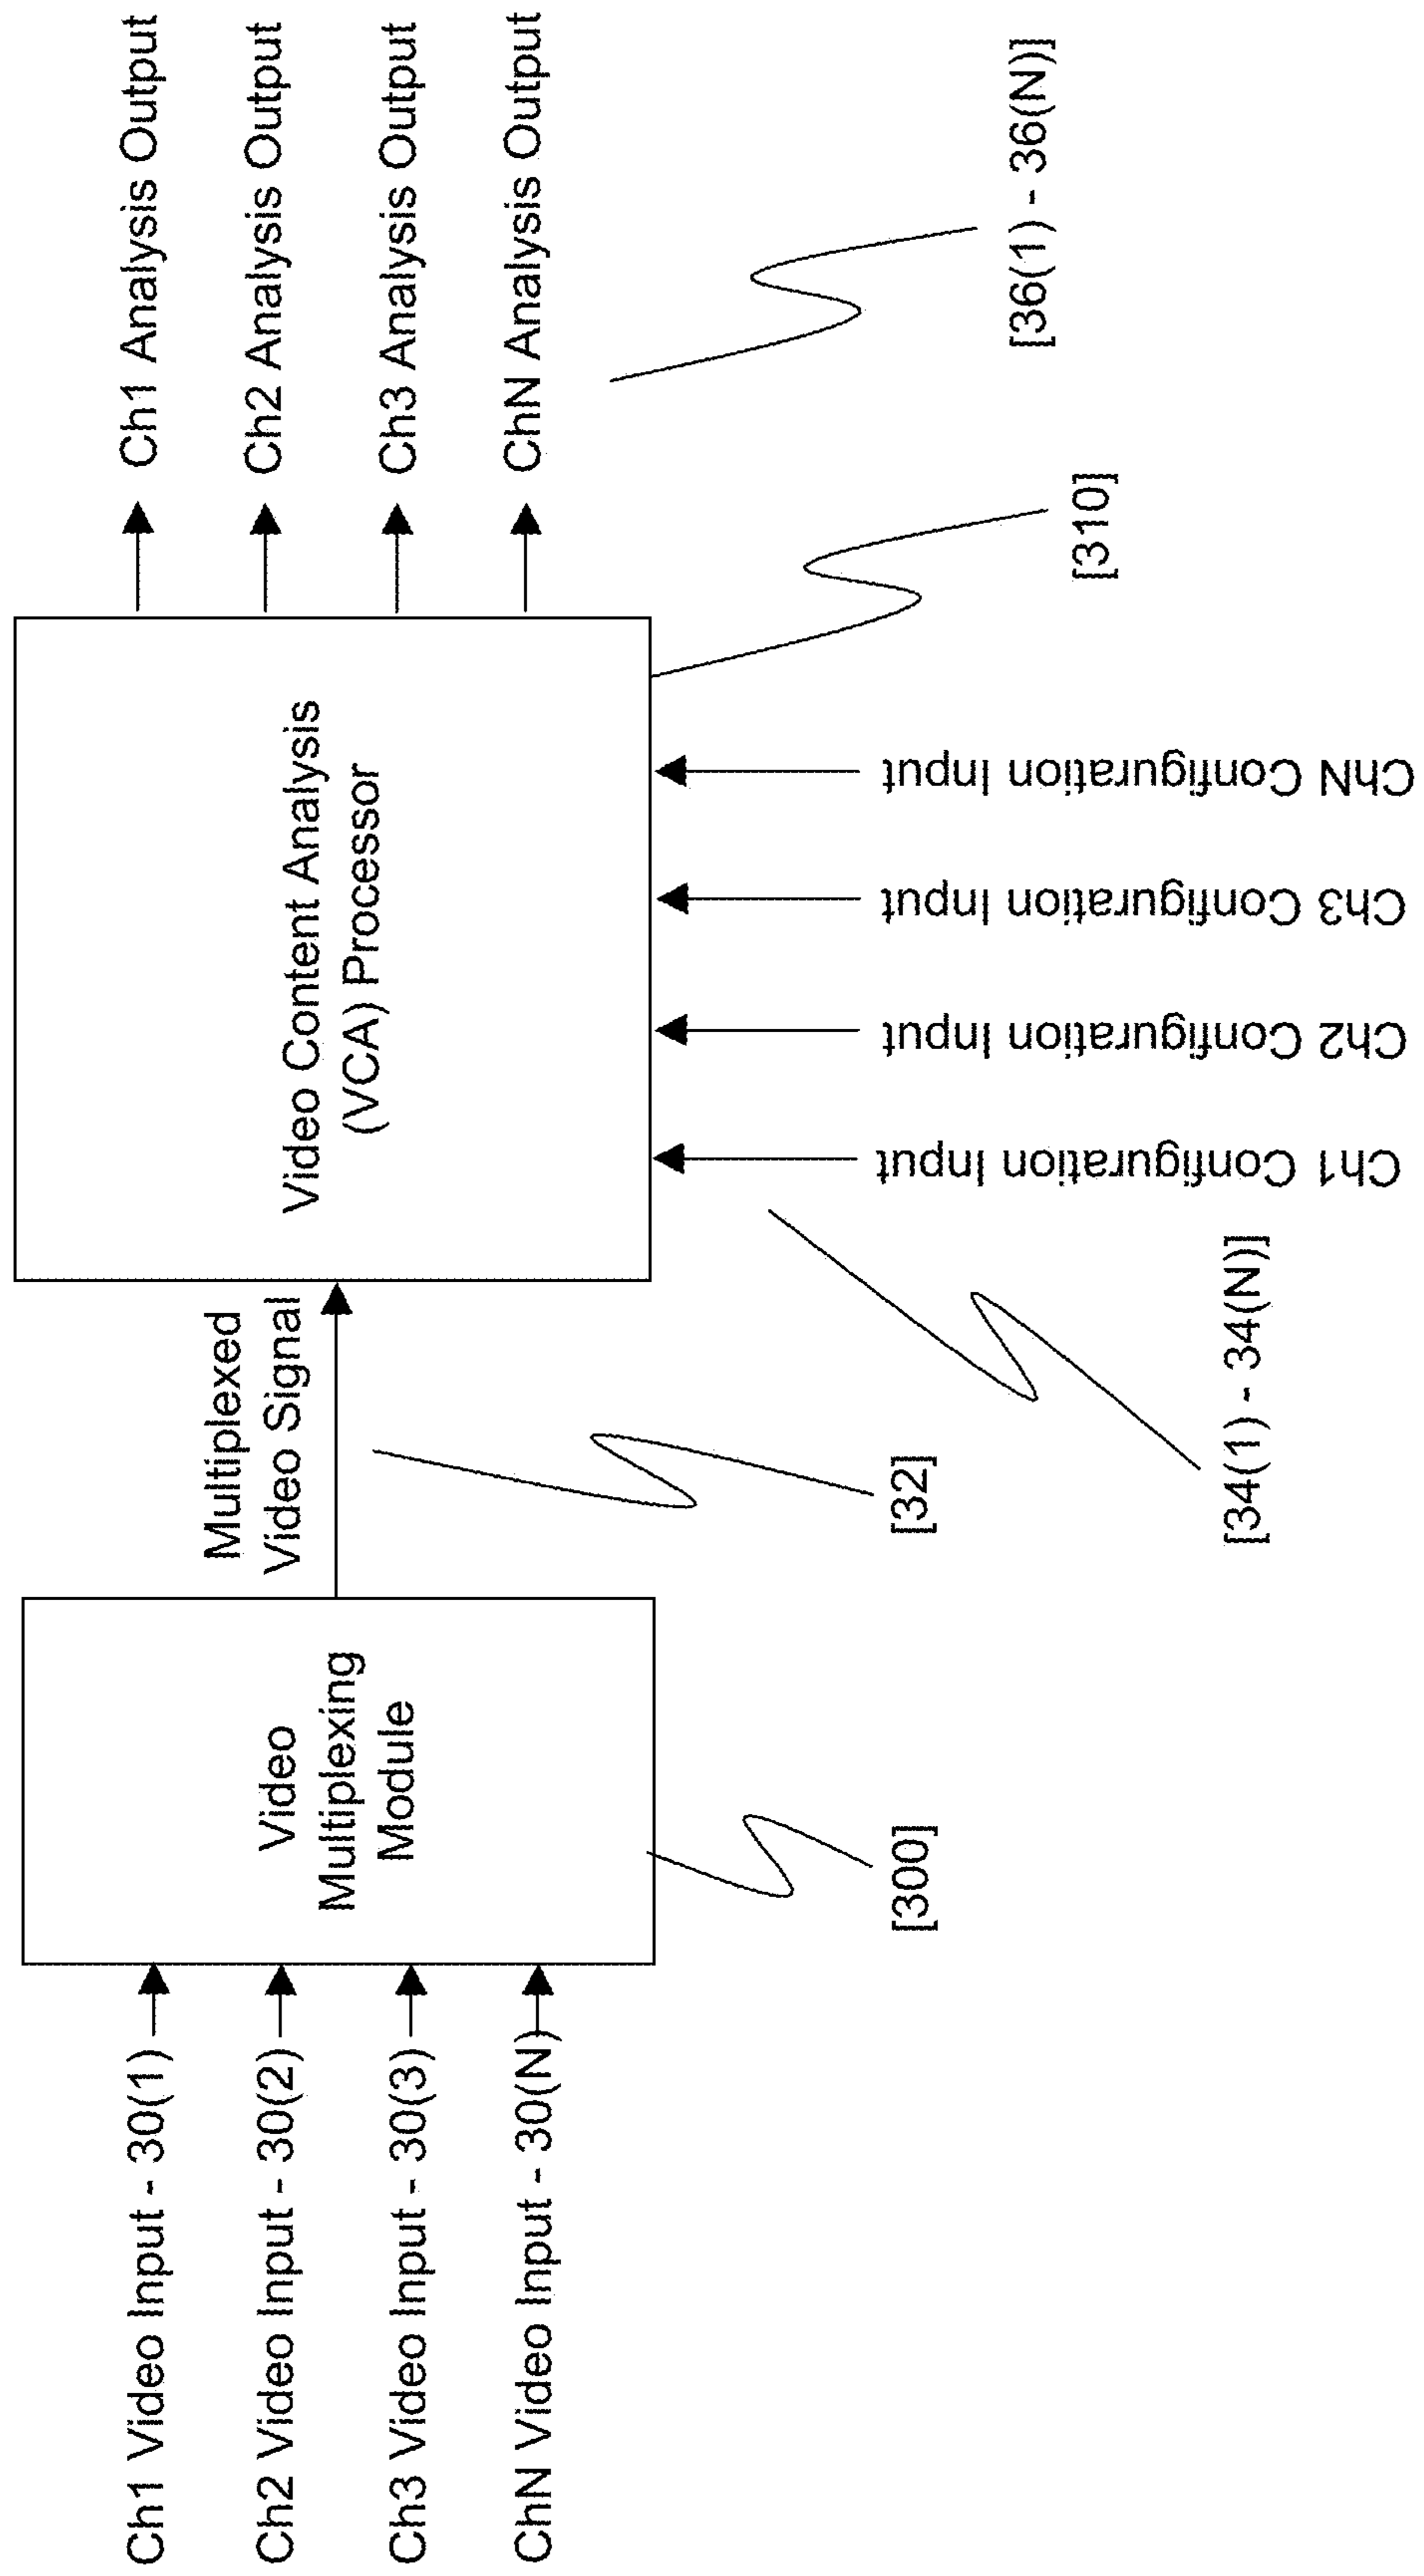 Ch1 Video Input - 30(1)
Ch2 Video Input - 30(2)
Ch3 Video Input - 30(3)
ChN Video Input - 30(N)
Video
Multiplexing
Module
[300]
Multiplexed
Video Signal
[32]
Video Content Analysis
(VCA) Processor
[310]
Ch1 Configuration Input
Ch2 Configuration Input
Ch3 Configuration Input
ChN Configuration Input
[34(1) - 34(N)]
Ch1 Analysis Output
Ch2 Analysis Output
Ch3 Analysis Output
ChN Analysis Output
[36(1) - 36(N)]